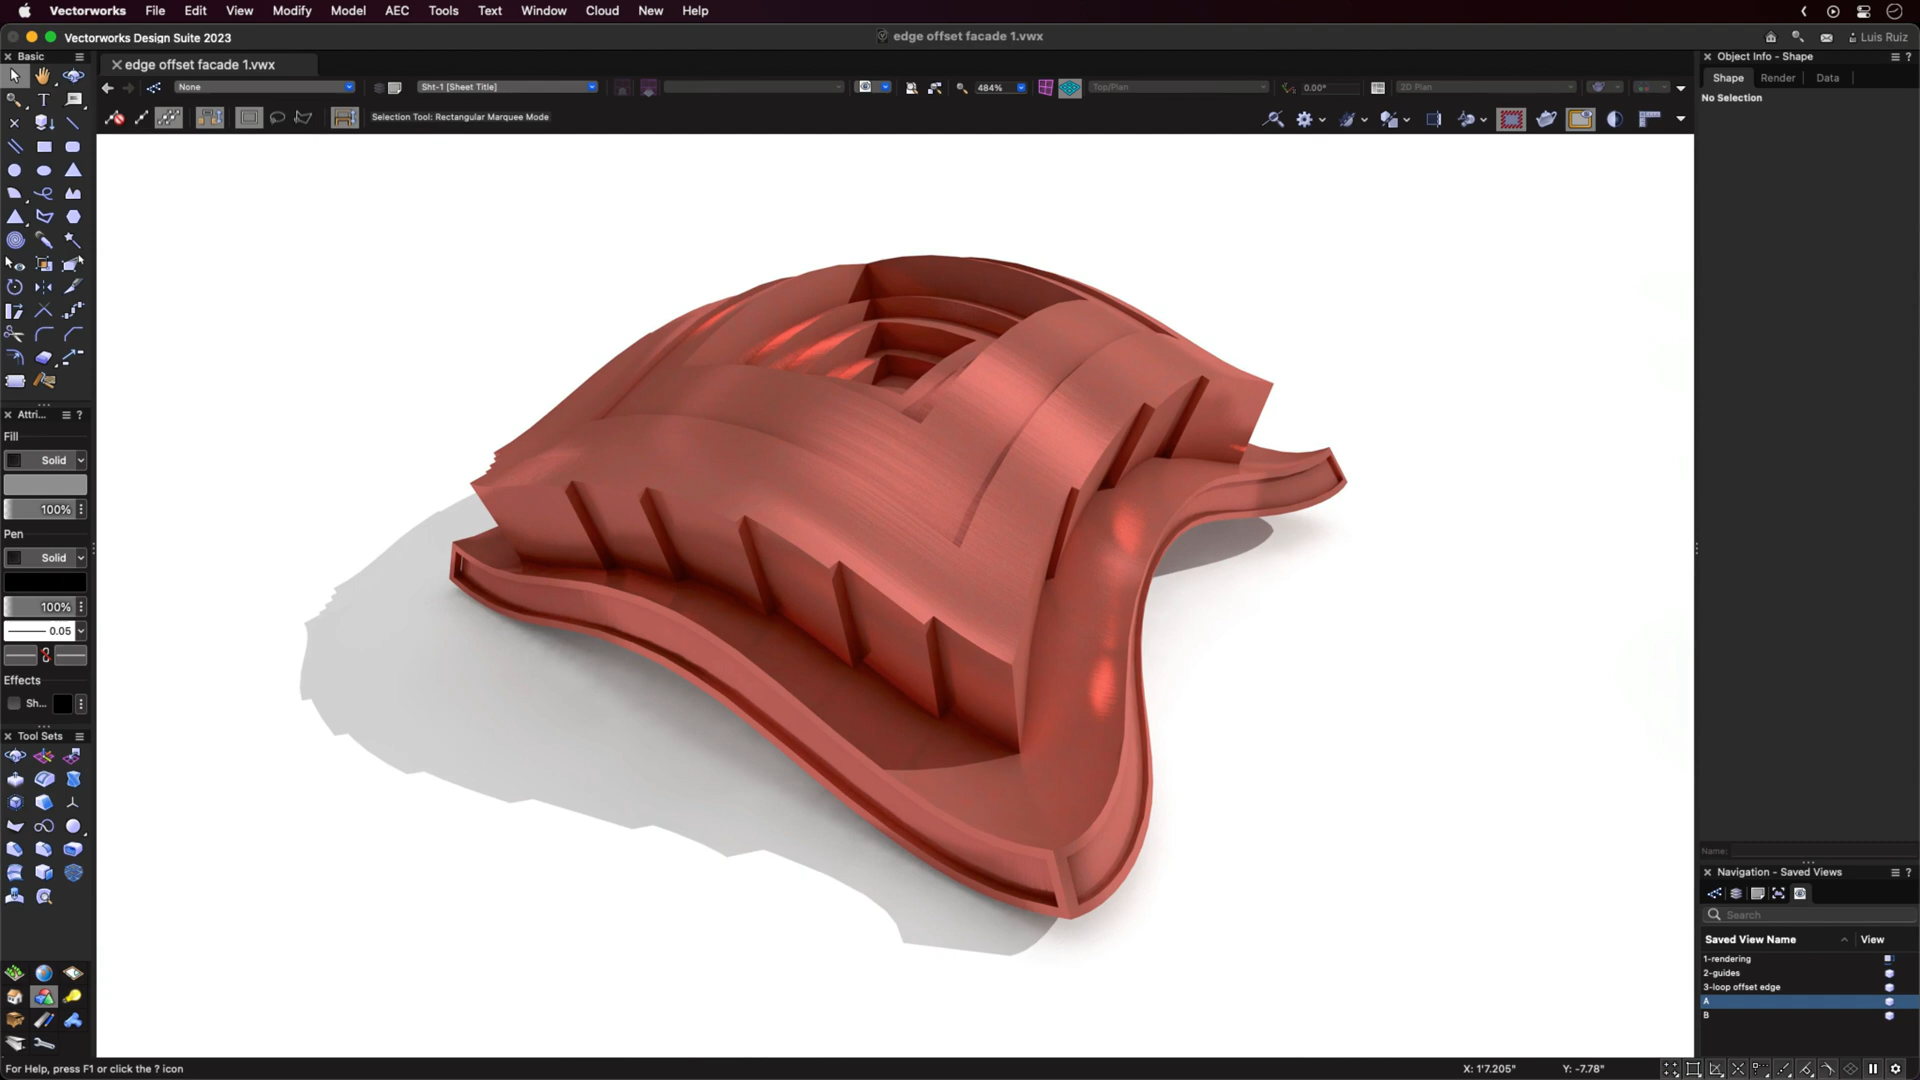 Vectorworks File Edit View Modify Model AEC Tools Text Window Cloud New Help
Vectorworks Design Suite 2023
edge offset facade 1.vwx
Luis Ruiz
Basic
edge offset facade 1.vwx
None
Sht-1 [Sheet Title]
484%
Top/Plan
0.00°
2D Plan
Selection Tool: Rectangular Marquee Mode
Object Info - Shape
Shape Render Data
No Selection
Attri...
Fill
Solid
100%
Pen
Solid
100%
0.05
Effects
Sh...
Tool Sets
Name:
Navigation - Saved Views
Search
Saved View Name View
1-rendering
2-guides
3-loop offset edge
A
B
For Help, press F1 or click the ? icon
X: 1'7.205" Y: -7.78"